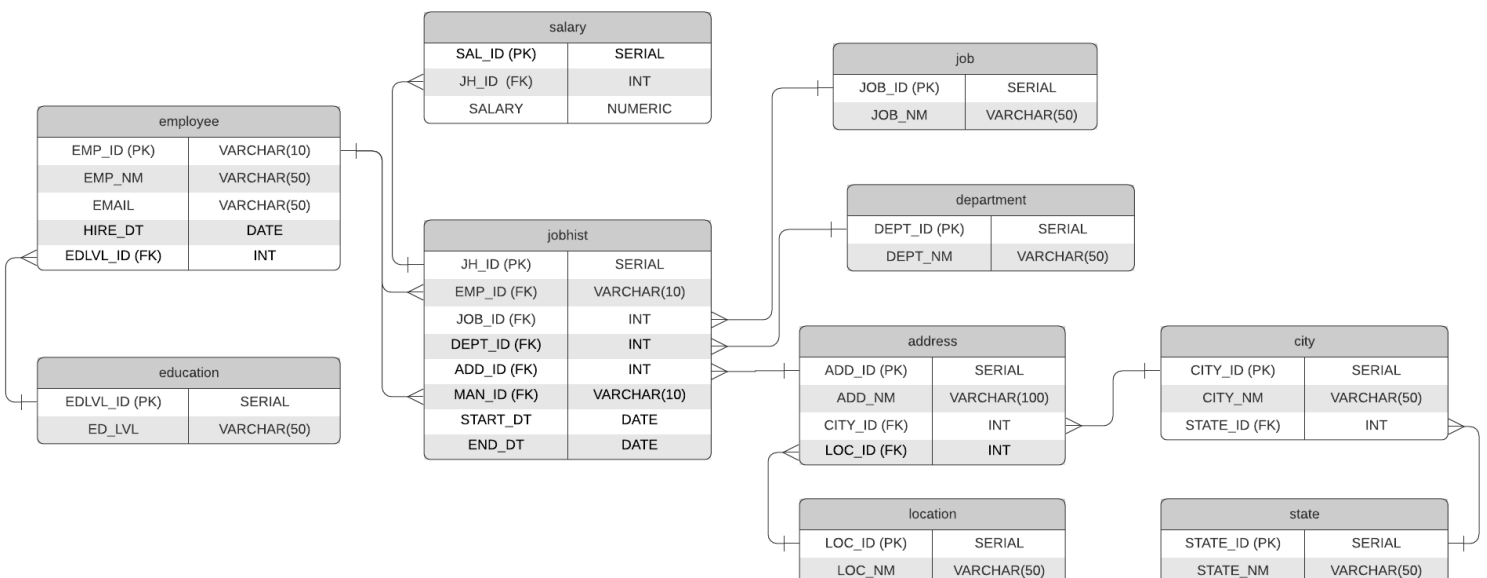 salary
SAL_ID (PK) SERIAL
JH_ID (FK) INT
SALARY NUMERIC
job
JOB_ID (PK) SERIAL
JOB_NM VARCHAR(50)
employee
EMP_ID (PK) VARCHAR(10)
EMP_NM VARCHAR(50)
EMAIL VARCHAR(50)
HIRE_DT DATE
EDLVL_ID (FK) INT
department
DEPT_ID (PK) SERIAL
DEPT_NM VARCHAR(50)
jobhist
JH_ID (PK) SERIAL
EMP_ID (FK) VARCHAR(10)
JOB_ID (FK) INT
DEPT_ID (FK) INT
ADD_ID (FK) INT
MAN_ID (FK) VARCHAR(10)
START_DT DATE
END_DT DATE
education
EDLVL_ID (PK) SERIAL
ED_LVL VARCHAR(50)
address
ADD_ID (PK) SERIAL
ADD_NM VARCHAR(100)
CITY_ID (FK) INT
LOC_ID (FK) INT
city
CITY_ID (PK) SERIAL
CITY_NM VARCHAR(50)
STATE_ID (FK) INT
location
LOC_ID (PK) SERIAL
LOC_NM VARCHAR(50)
state
STATE_ID (PK) SERIAL
STATE_NM VARCHAR(50)